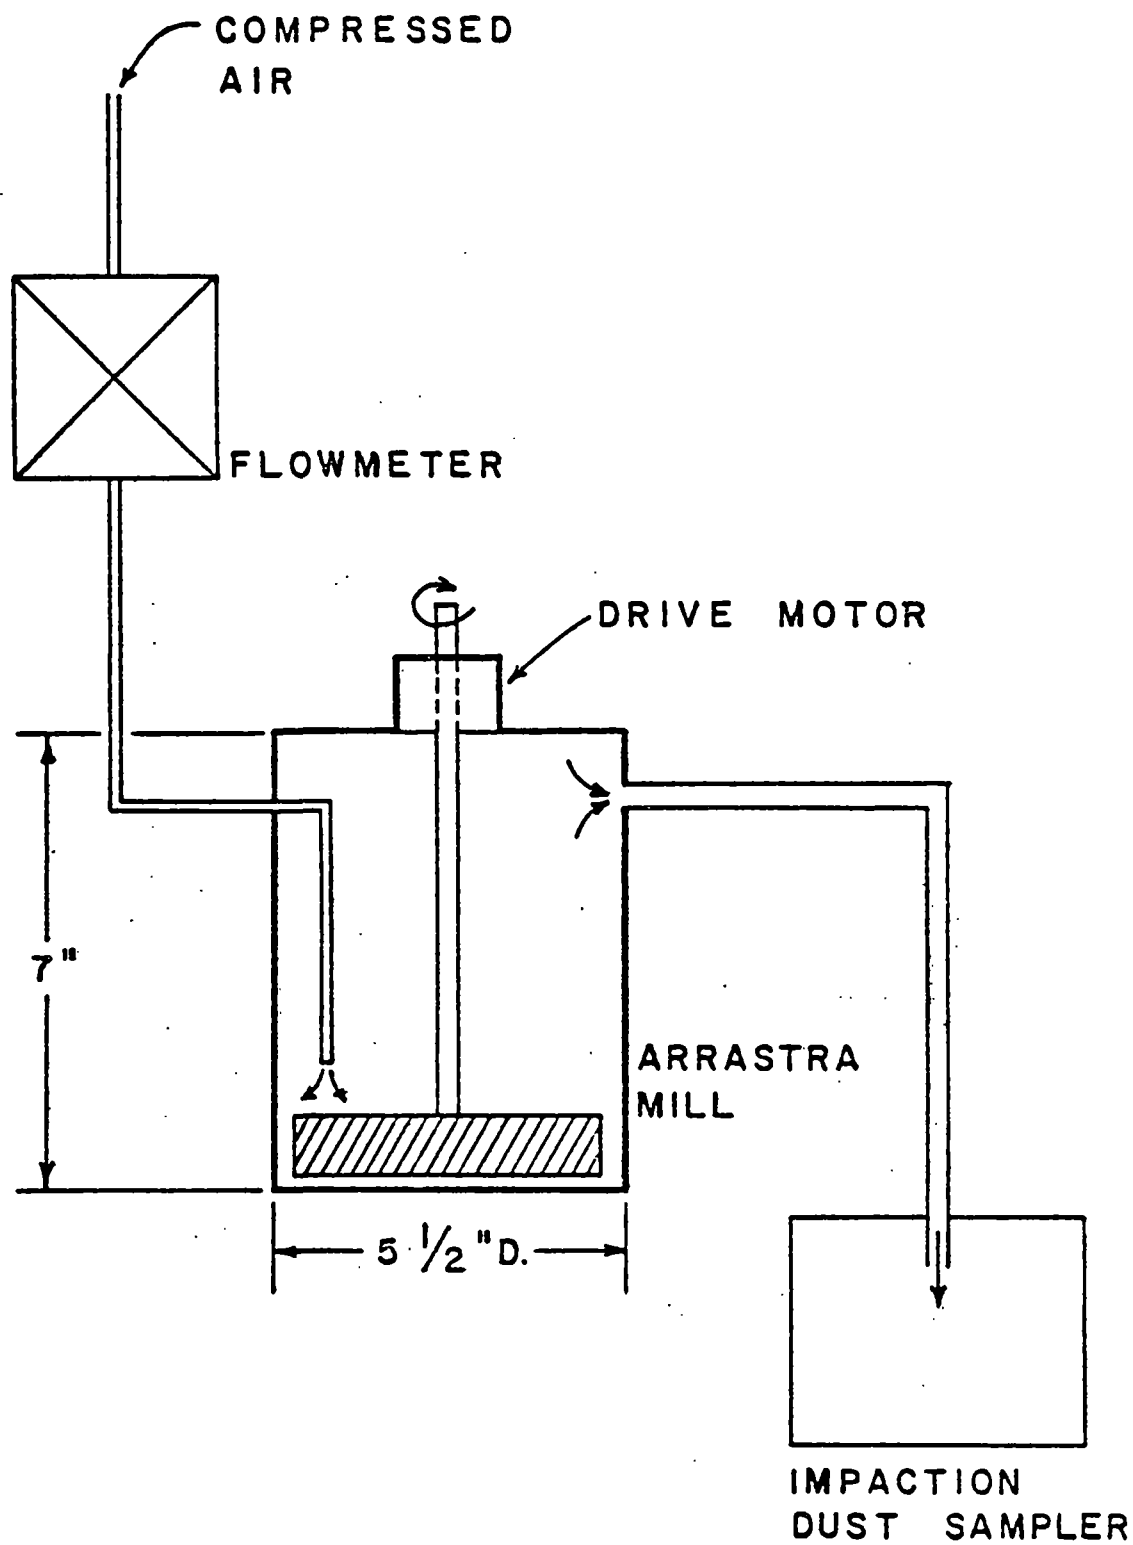 COMPRESSED
AIR
FLOWMETER
DRIVE MOTOR
7"
ARRASTRA
MILL
5 1/2 "D.
IMPACTION
DUST SAMPLER